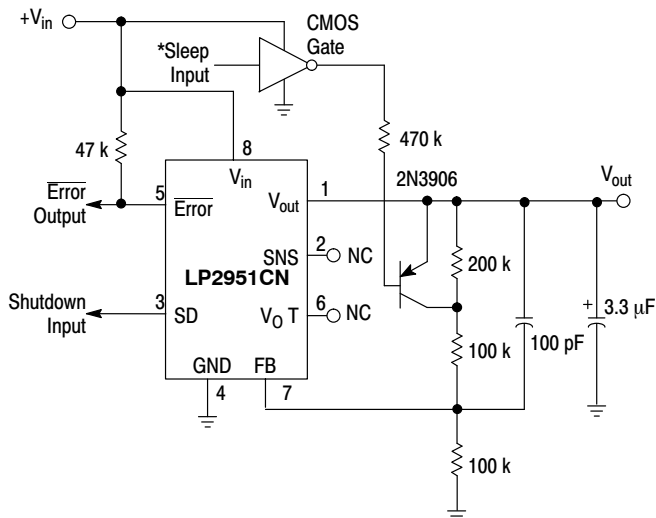 +Vin
CMOS
Gate
*Sleep
Input
47 k
8
470 k
Vin
Vout
1
2N3906
Vout
Error
Output
5
Error
SNS
2
NC
200 k
LP2951CN
Shutdown
Input
3
SD
VO T
6
NC
100 k
100 pF
+
3.3 µF
GND
FB
4
7
100 k